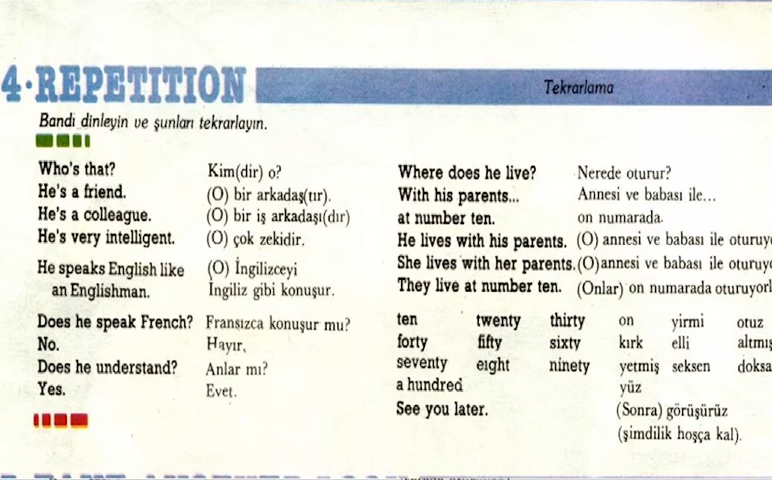 4·REPETITION
Tekrarlama
Bandı dinleyin ve şunları tekrarlayın.
Who's that? Kim(dir) o?
He's a friend. (O) bir arkadaş(tır).
He's a colleague. (O) bir iş arkadaşı(dır)
He's very intelligent. (O) çok zekidir.
He speaks English like (O) İngilizceyi
an Englishman. İngiliz gibi konuşur.
Does he speak French? Fransızca konuşur mu?
No. Hayır.
Does he understand? Anlar mı?
Yes. Evet.
Where does he live? Nerede oturur?
With his parents... Annesi ve babası ile...
at number ten. on numarada.
He lives with his parents. (O) annesi ve babası ile
She lives with her parents. (O) annesi ve babası ile
They live at number ten. (Onlar) on numarada
ten twenty thirty on yirmi otuz
forty fifty sixty kırk elli
seventy eight ninety yetmiş seksen
a hundred yüz
See you later. (Sonra) görüşürüz
(şimdilik hoşça kal).